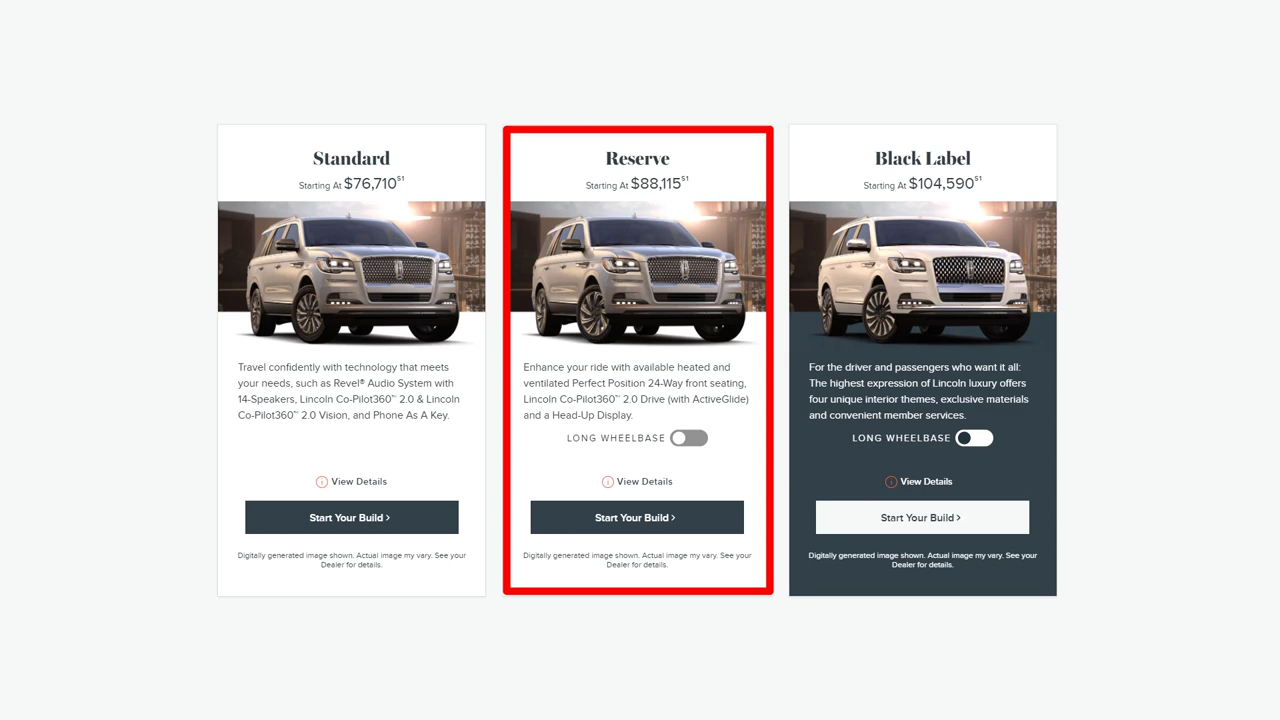 Standard
Starting At $76,710S1
Travel confidently with technology that meets
your needs, such as Revel® Audio System with
14-Speakers, Lincoln Co-Pilot360™ 2.0 & Lincoln
Co-Pilot360™ 2.0 Vision, and Phone As A Key.
View Details
Start Your Build >
Digitally generated image shown. Actual image my vary. See your
Dealer for details.
Reserve
Starting At $88,115S1
Enhance your ride with available heated and
ventilated Perfect Position 24-Way front seating,
Lincoln Co-Pilot360™ 2.0 Drive (with ActiveGlide)
and a Head-Up Display.
LONG WHEELBASE
View Details
Start Your Build >
Digitally generated image shown. Actual image my vary. See your
Dealer for details.
Black Label
Starting At $104,590S1
For the driver and passengers who want it all:
The highest expression of Lincoln luxury offers
four unique interior themes, exclusive materials
and convenient member services.
LONG WHEELBASE
View Details
Start Your Build >
Digitally generated image shown. Actual image my vary. See your
Dealer for details.